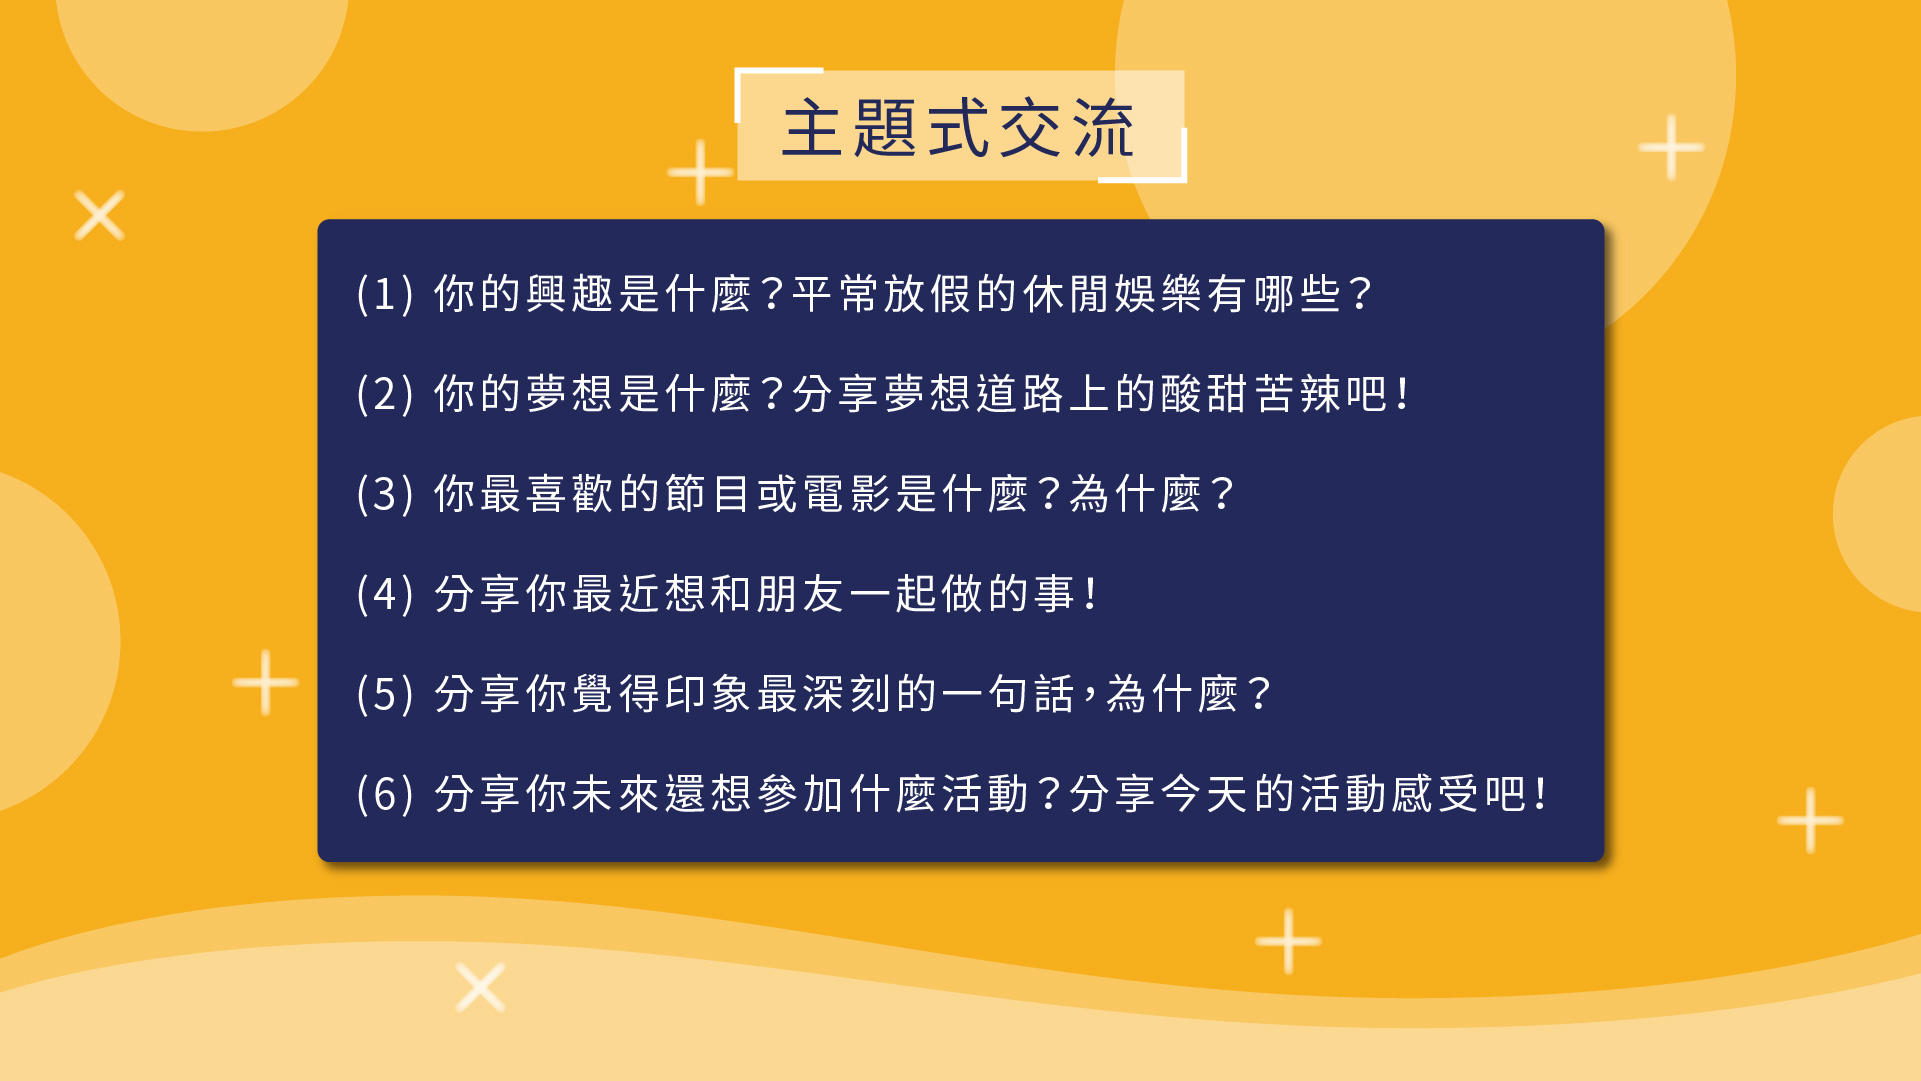 主題式交流
(1) 你的興趣是什麼？平常放假的休閒娛樂有哪些？
(2) 你的夢想是什麼？分享夢想道路上的酸甜苦辣吧！
(3) 你最喜歡的節目或電影是什麼？為什麼？
(4) 分享你最近想和朋友一起做的事！
(5) 分享你覺得印象最深刻的一句話，為什麼？
(6) 分享你未來還想參加什麼活動？分享今天的活動感受吧！